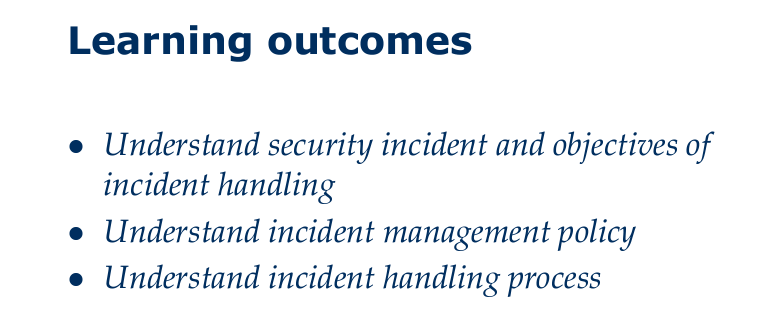 Learning outcomes
● Understand security incident and objectives of
incident handling
● Understand incident management policy
● Understand incident handling process